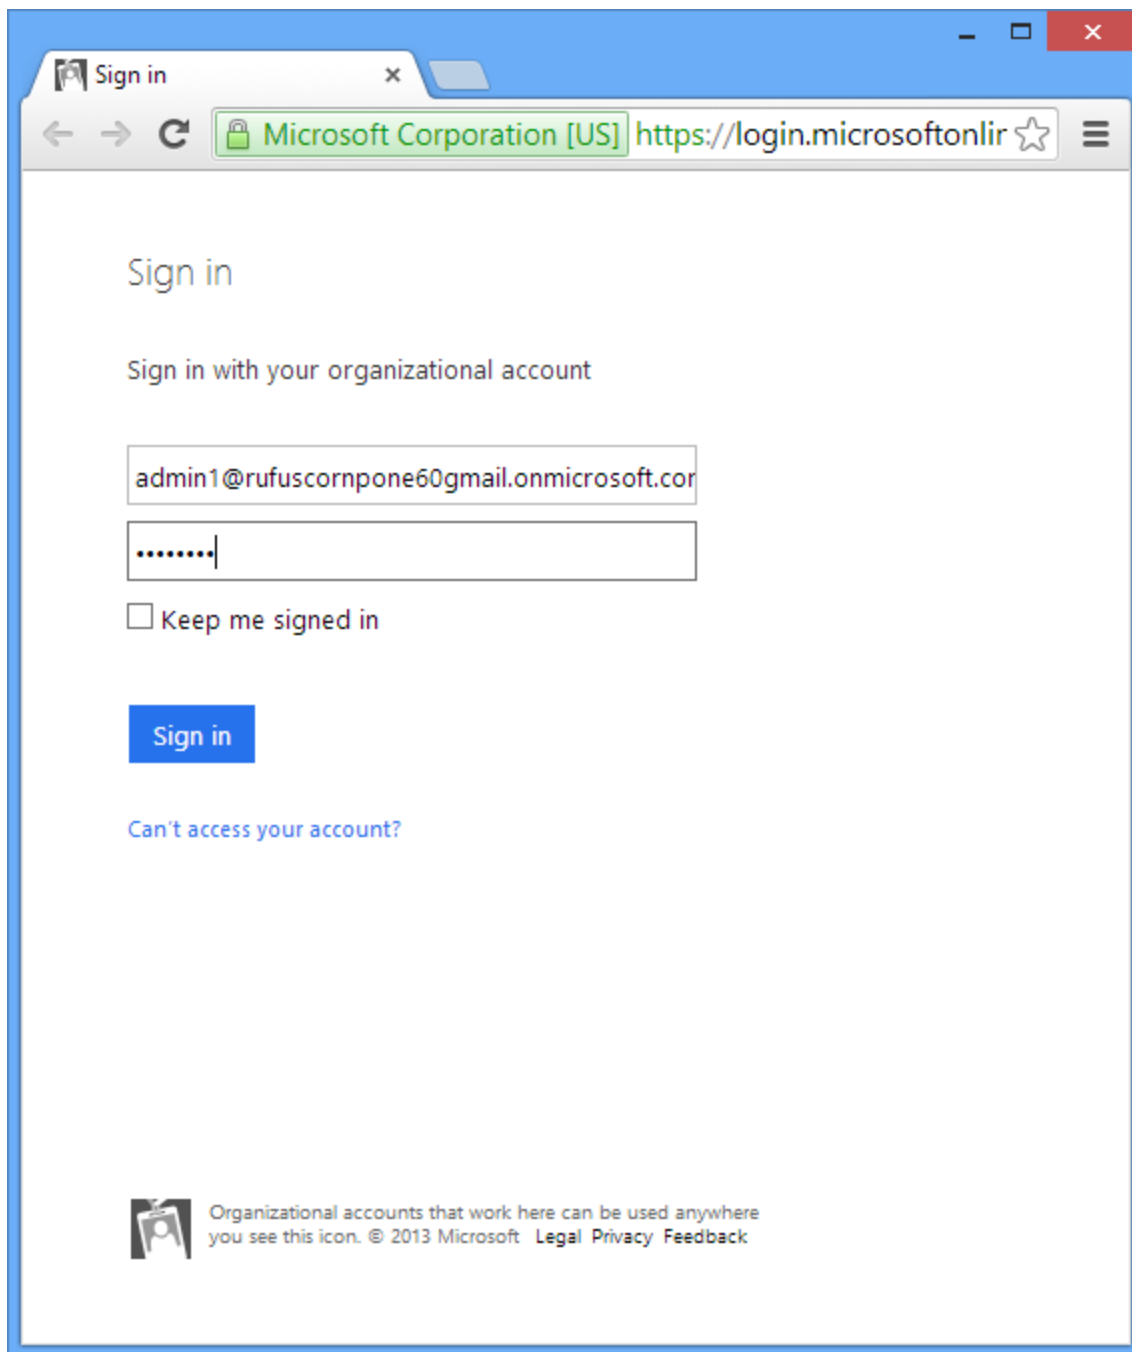 Sign in
Microsoft Corporation [US] https://login.microsoftonlir
Sign in
Sign in with your organizational account
admin1@rufuscornpone60gmail.onmicrosoft.cor
••••••••
Keep me signed in
Sign in
Can't access your account?
Organizational accounts that work here can be used anywhere
you see this icon. © 2013 Microsoft Legal Privacy Feedback